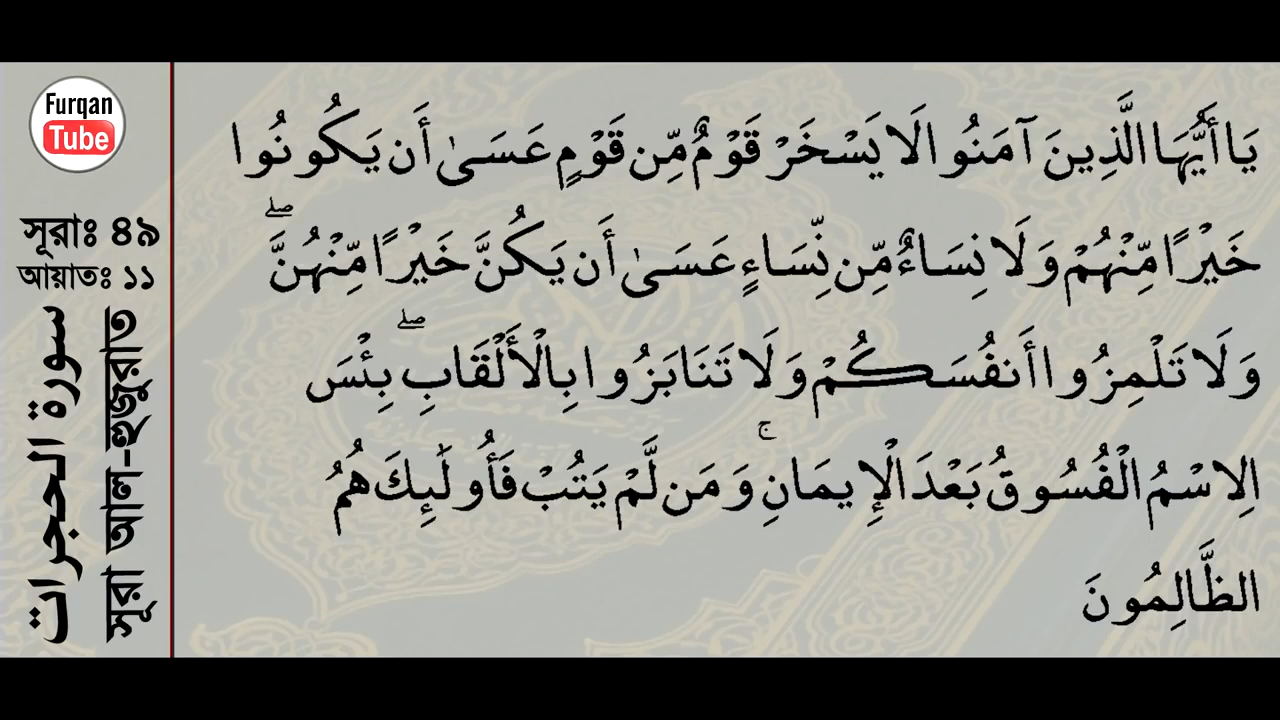 Furqan
Tube
সূরাঃ ৪৯
আয়াতঃ ১১
سورة الحجرات
সূরা আল-হুজুরাত
يَا أَيُّهَا الَّذِينَ آمَنُوا لَا يَسْخَرْ قَوْمٌ مِّن قَوْمٍ عَسَىٰ أَن يَكُونُوا
خَيْرًا مِّنْهُمْ وَلَا نِسَاءٌ مِّن نِّسَاءٍ عَسَىٰ أَن يَكُنَّ خَيْرًا مِّنْهُنَّ ۖ
وَلَا تَلْمِزُوا أَنفُسَكُمْ وَلَا تَنَابَزُوا بِالْأَلْقَابِ ۖ بِئْسَ
الِاسْمُ الْفُسُوقُ بَعْدَ الْإِيمَانِ ۚ وَمَن لَّمْ يَتُبْ فَأُولَٰئِكَ هُمُ
الظَّالِمُونَ